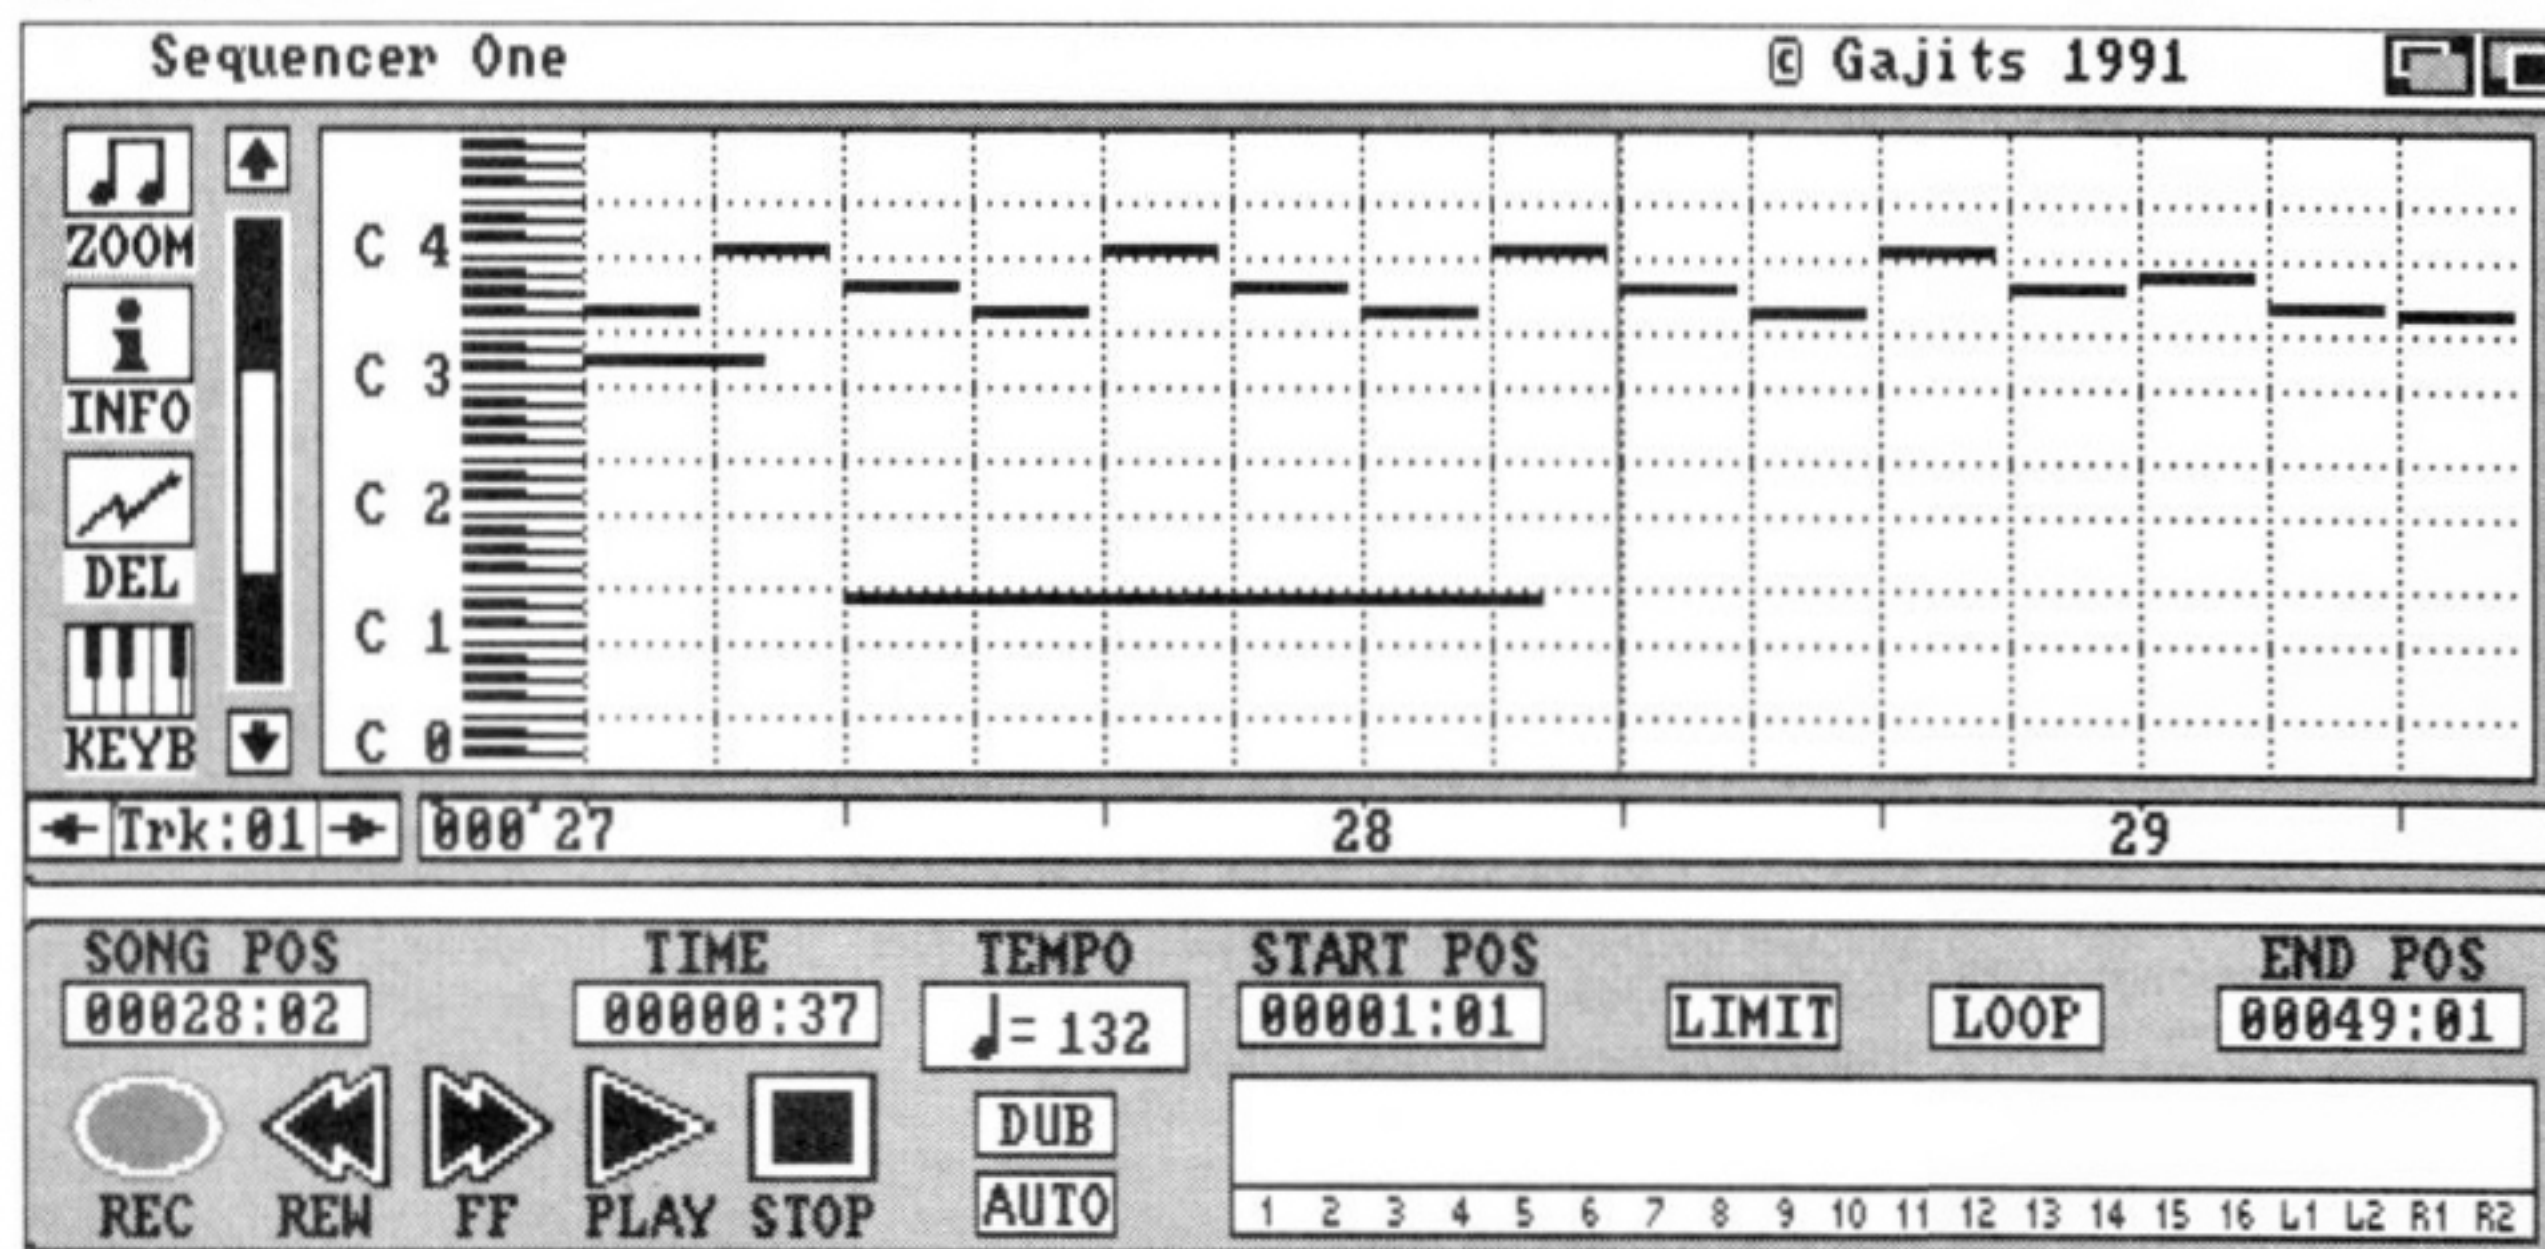 Sequencer One © Gajits 1991
ZOOM
INFO
DEL
KEYB
C 4
C 3
C 2
C 1
C 0
Trk:01 000 27 28 29
SONG POS TIME TEMPO START POS END POS
00028:02 00000:37 ♩= 132 00001:01 LIMIT LOOP 00049:01
DUB
AUTO
REC REW FF PLAY STOP
1 2 3 4 5 6 7 8 9 10 11 12 13 14 15 16 L1 L2 R1 R2